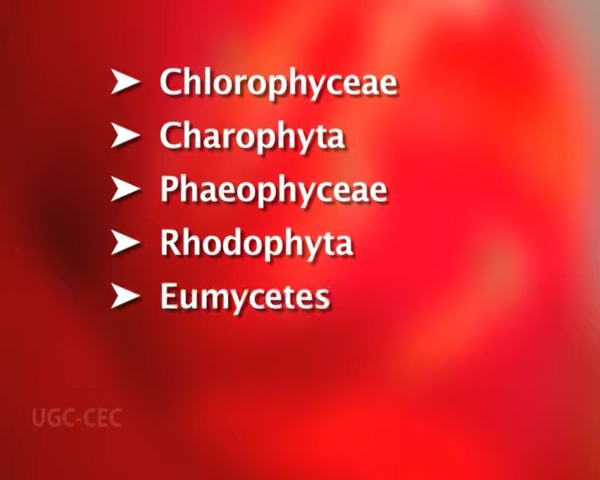 ➤ Chlorophyceae
➤ Charophyta
➤ Phaeophyceae
➤ Rhodophyta
➤ Eumycetes
UGC-CEC